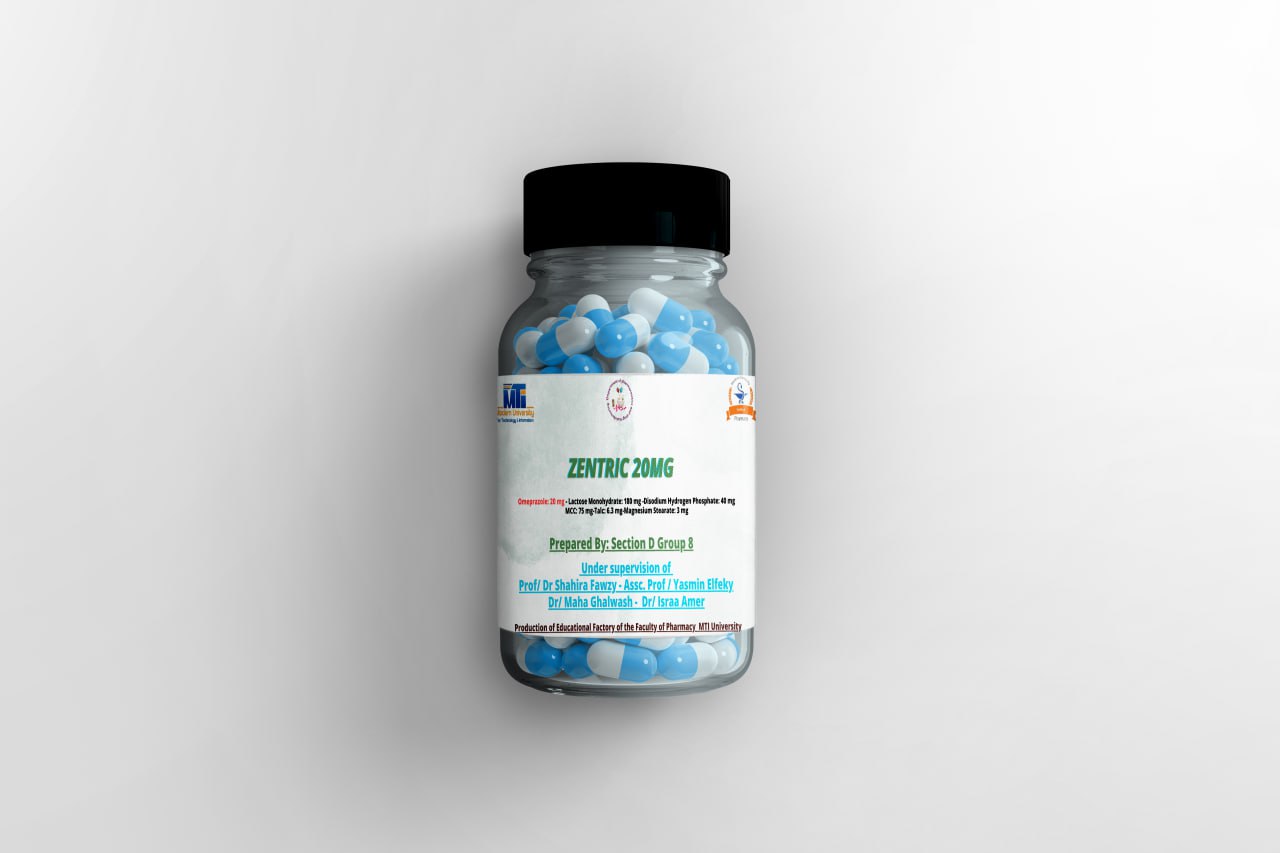 MTi
Modern University
ZENTRIC 20MG
Omeprazole: 20 mg - Lactose Monohydrate: 180 mg -Disodium Hydrogen Phosphate: 40 mg
MCC: 75 mg-Talc: 6.3 mg-Magnesium Stearate: 3 mg
Prepared By: Section D Group 8
Under supervision of
Prof/ Dr Shahira Fawzy - Assc. Prof / Yasmin Elfeky
Dr/ Maha Ghalwash - Dr/ Israa Amer
Production of Educational Factory of the Faculty of Pharmacy MTI University